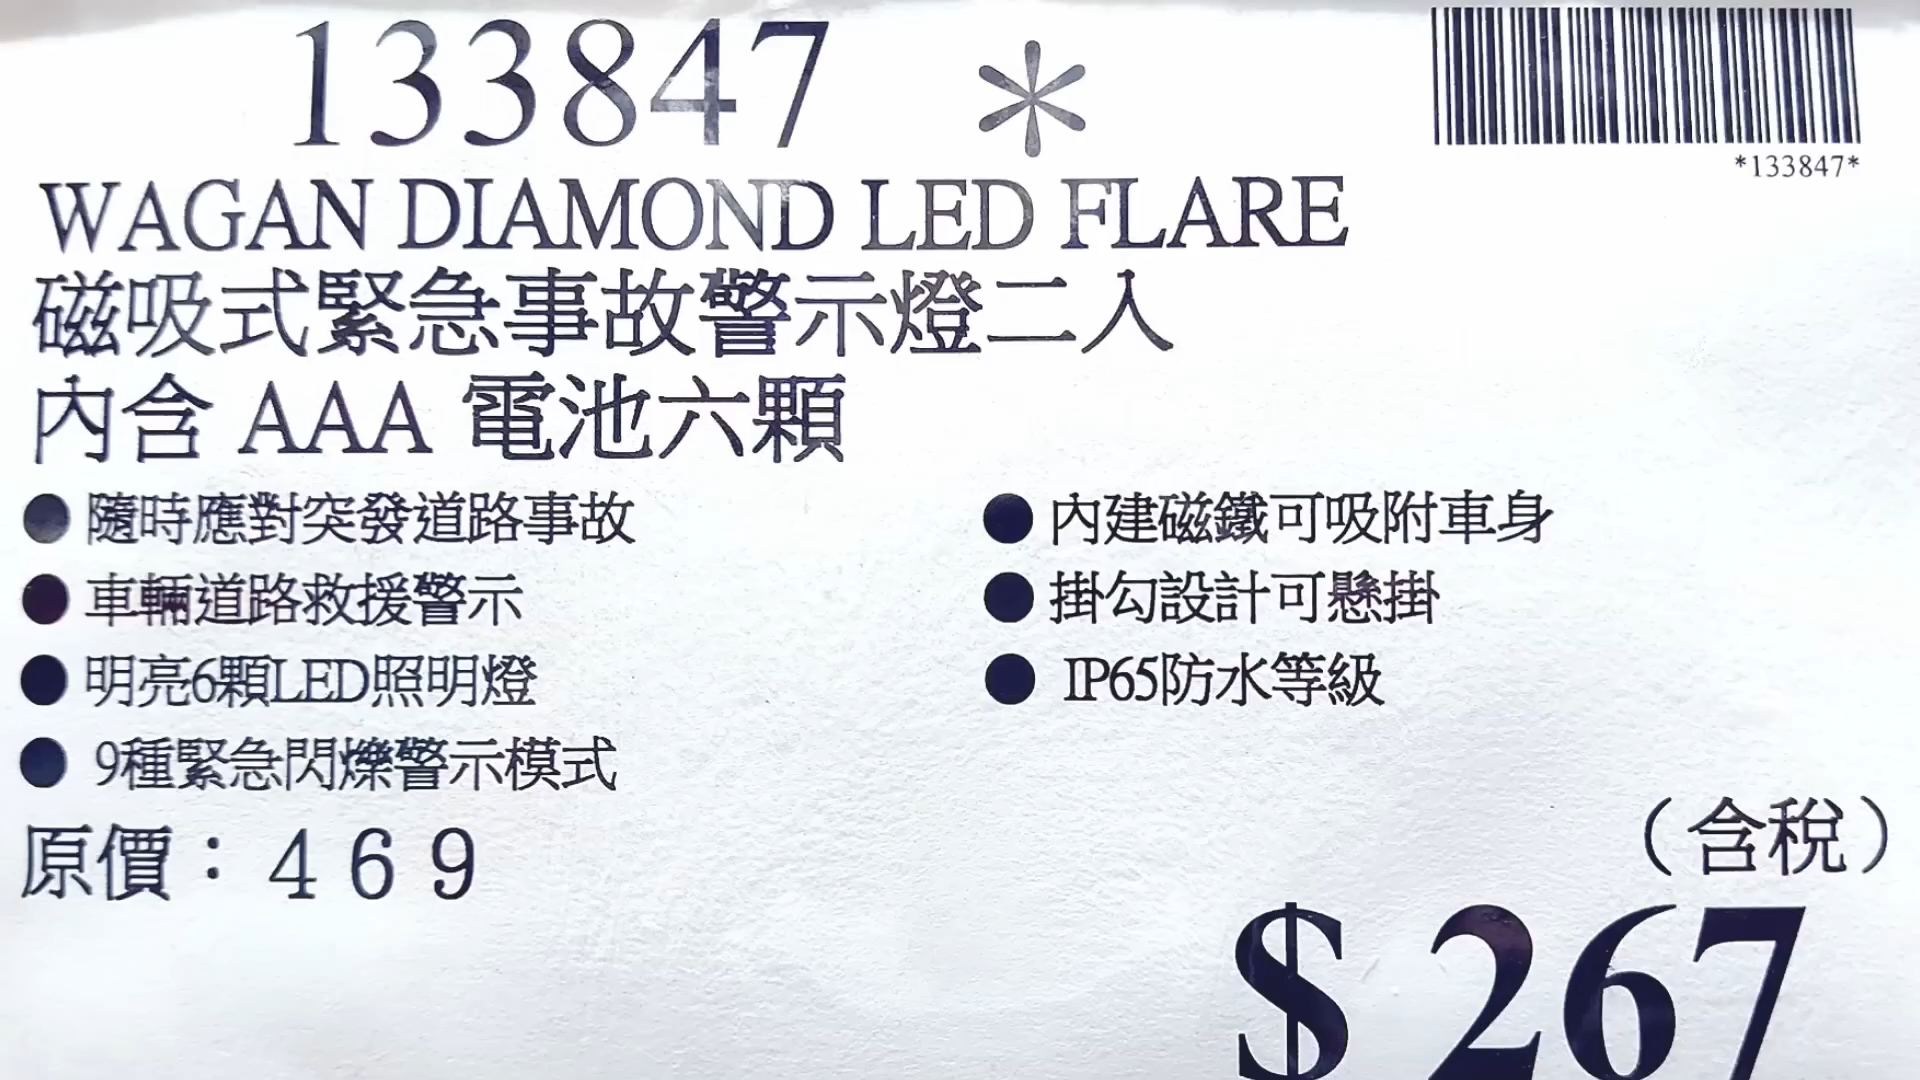 133847 *
*133847*
WAGAN DIAMOND LED FLARE
磁吸式緊急事故警示燈二入
內含 AAA 電池六顆
● 隨時應對突發道路事故
● 車輛道路救援警示
● 明亮6顆LED照明燈
● 9種緊急閃爍警示模式
● 內建磁鐵可吸附車身
● 掛勾設計可懸掛
● IP65防水等級
原價：469
（含稅）
$ 267